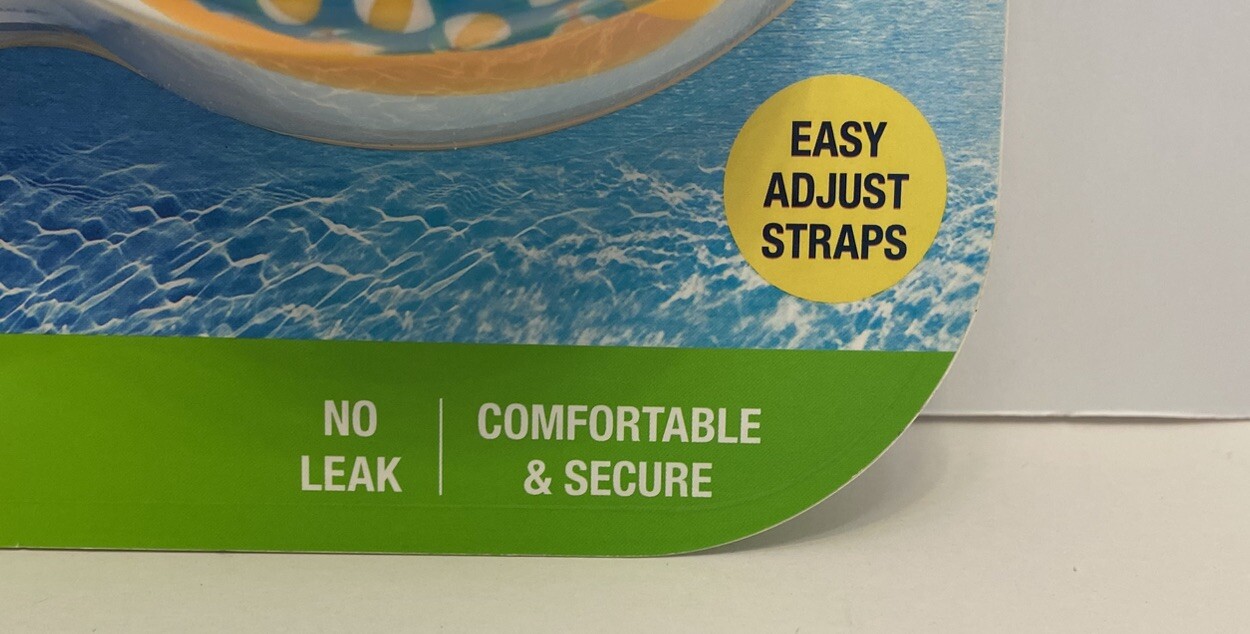 EASY
ADJUST
STRAPS
NO
LEAK
COMFORTABLE
& SECURE